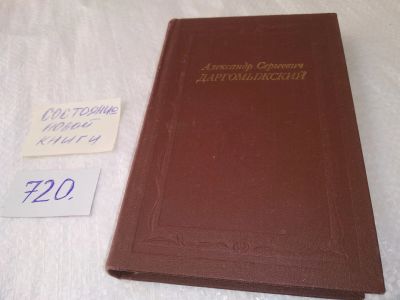 Александр Сергеевич
ДАРГОМЫЖСКИЙ
СОСТОЯНИЕ
НОВОЙ
КНИГИ
720.